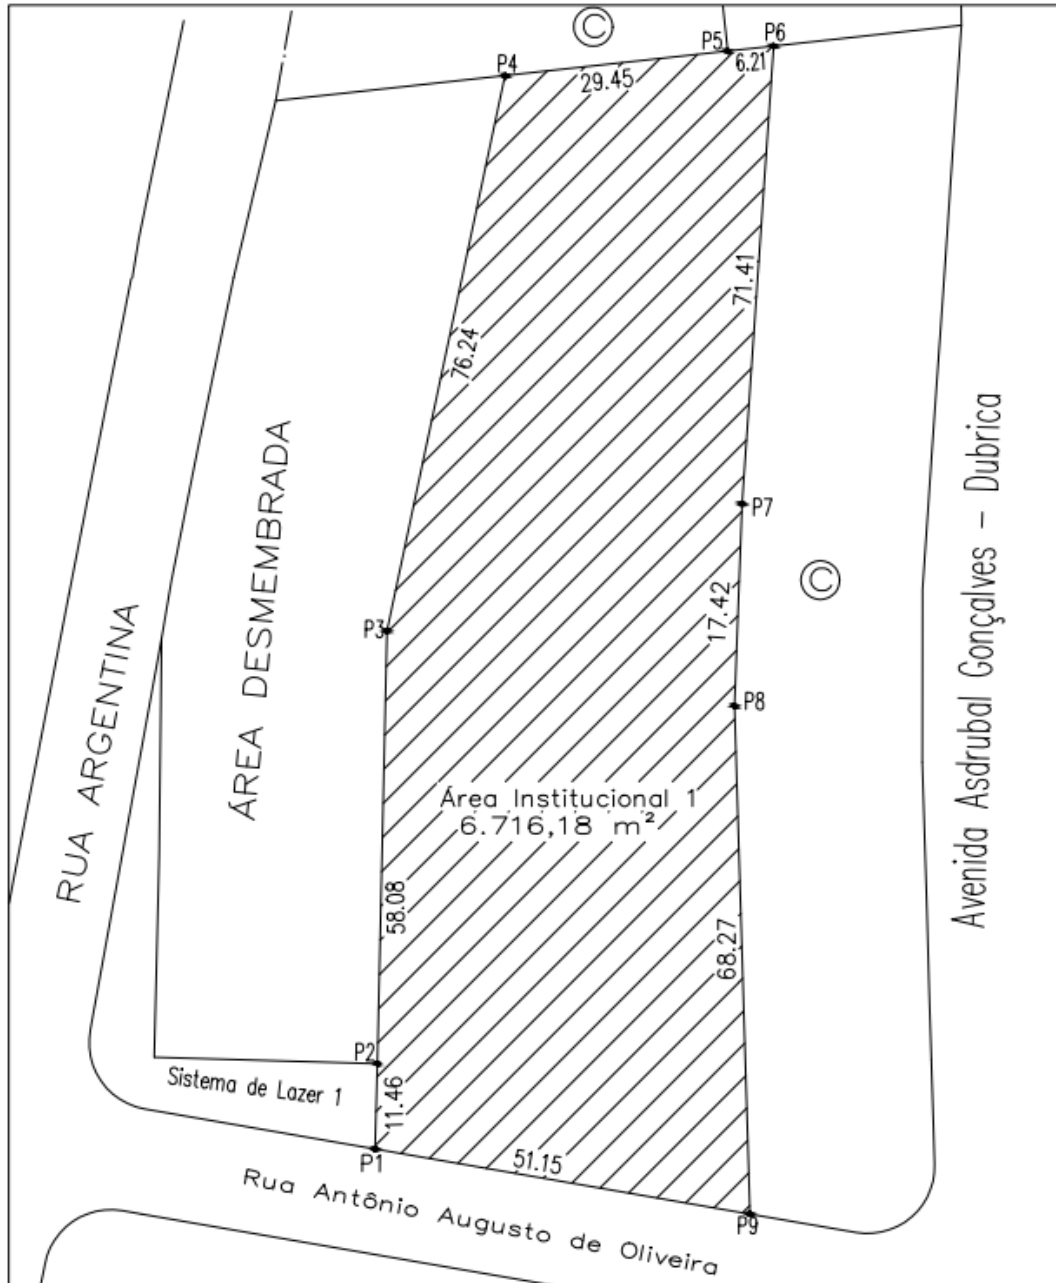 ©
P5
P6
6.21
P4
29.45
71.41
76.24
P7
©
P3
17.42
P8
ÁREA DESMEMBRADA
RUA ARGENTINA
Avenida Asdrubal Gonçalves - Dubrica
Área Institucional 1
6.716,18 m²
58.08
68.27
P2
Sistema de Lazer 1
11.46
P1
51.15
P9
Rua Antônio Augusto de Oliveira